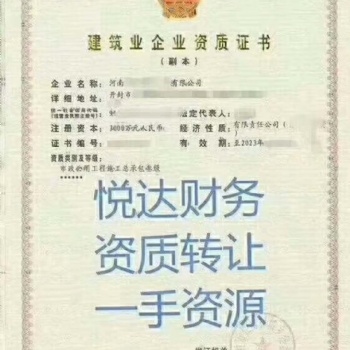 建筑业企业资质证书
(副本)
企业名称: 河南 有限公司
详细地址: 开封市
法定代表人:
注册资本: 3000万元人民币 经济性质: 有限责任公司(
证书编号: 有效期: 至2023年
资质类别及等级:
市政公用工程施工总承包叁级
悦达财务
资质转让
一手资源